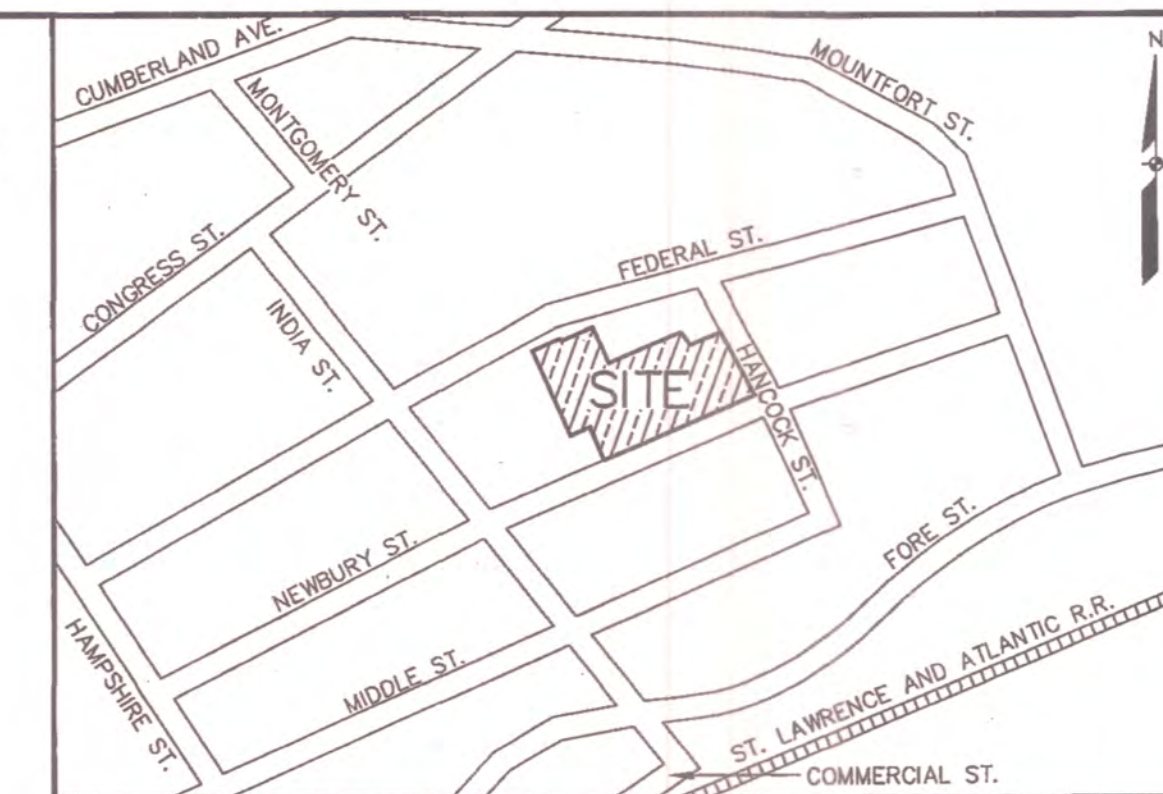 CUMBERLAND AVE.
MOUNTFORT ST.
N
MONTGOMERY ST.
CONGRESS ST.
FEDERAL ST.
INDIA ST.
SITE
HANCOCK ST.
NEWBURY ST.
FORE ST.
HAMPSHIRE ST.
MIDDLE ST.
ST. LAWRENCE AND ATLANTIC R.R.
COMMERCIAL ST.